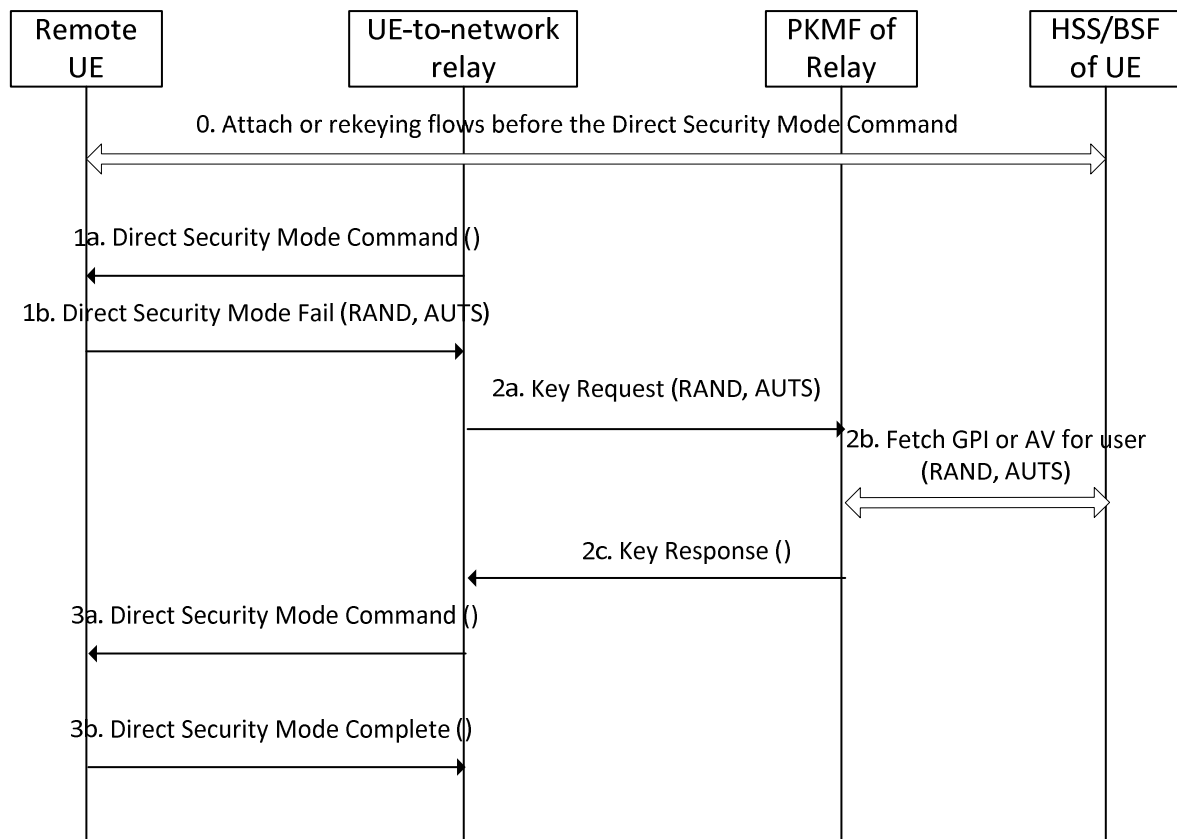 Remote
UE
UE-to-network
relay
PKMF of
Relay
HSS/BSF
of UE
0. Attach or rekeying flows before the Direct Security Mode Command
1a. Direct Security Mode Command ()
1b. Direct Security Mode Fail (RAND, AUTS)
2a. Key Request (RAND, AUTS)
2b. Fetch GPI or AV for user
(RAND, AUTS)
2c. Key Response ()
3a. Direct Security Mode Command ()
3b. Direct Security Mode Complete ()